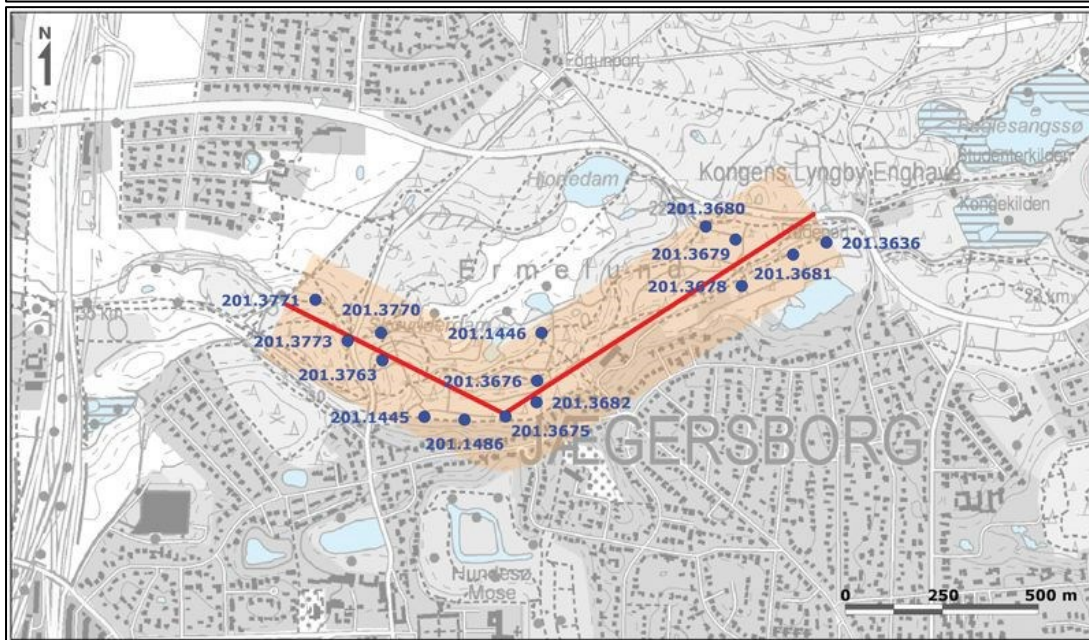 N
Fortunport
Hjortedam
Kongens Lyngby Enghave
Studenterkilden
Kongekilden
201.3680
201.3636
201.3679
Ermelund
201.3681
201.3678
201.3771
201.3770
201.1446
201.3773
201.3763
201.3676
201.3682
201.1445
201.3675
201.1486
JÆGERSBORG
Hundesø
Mose
0
250
500 m